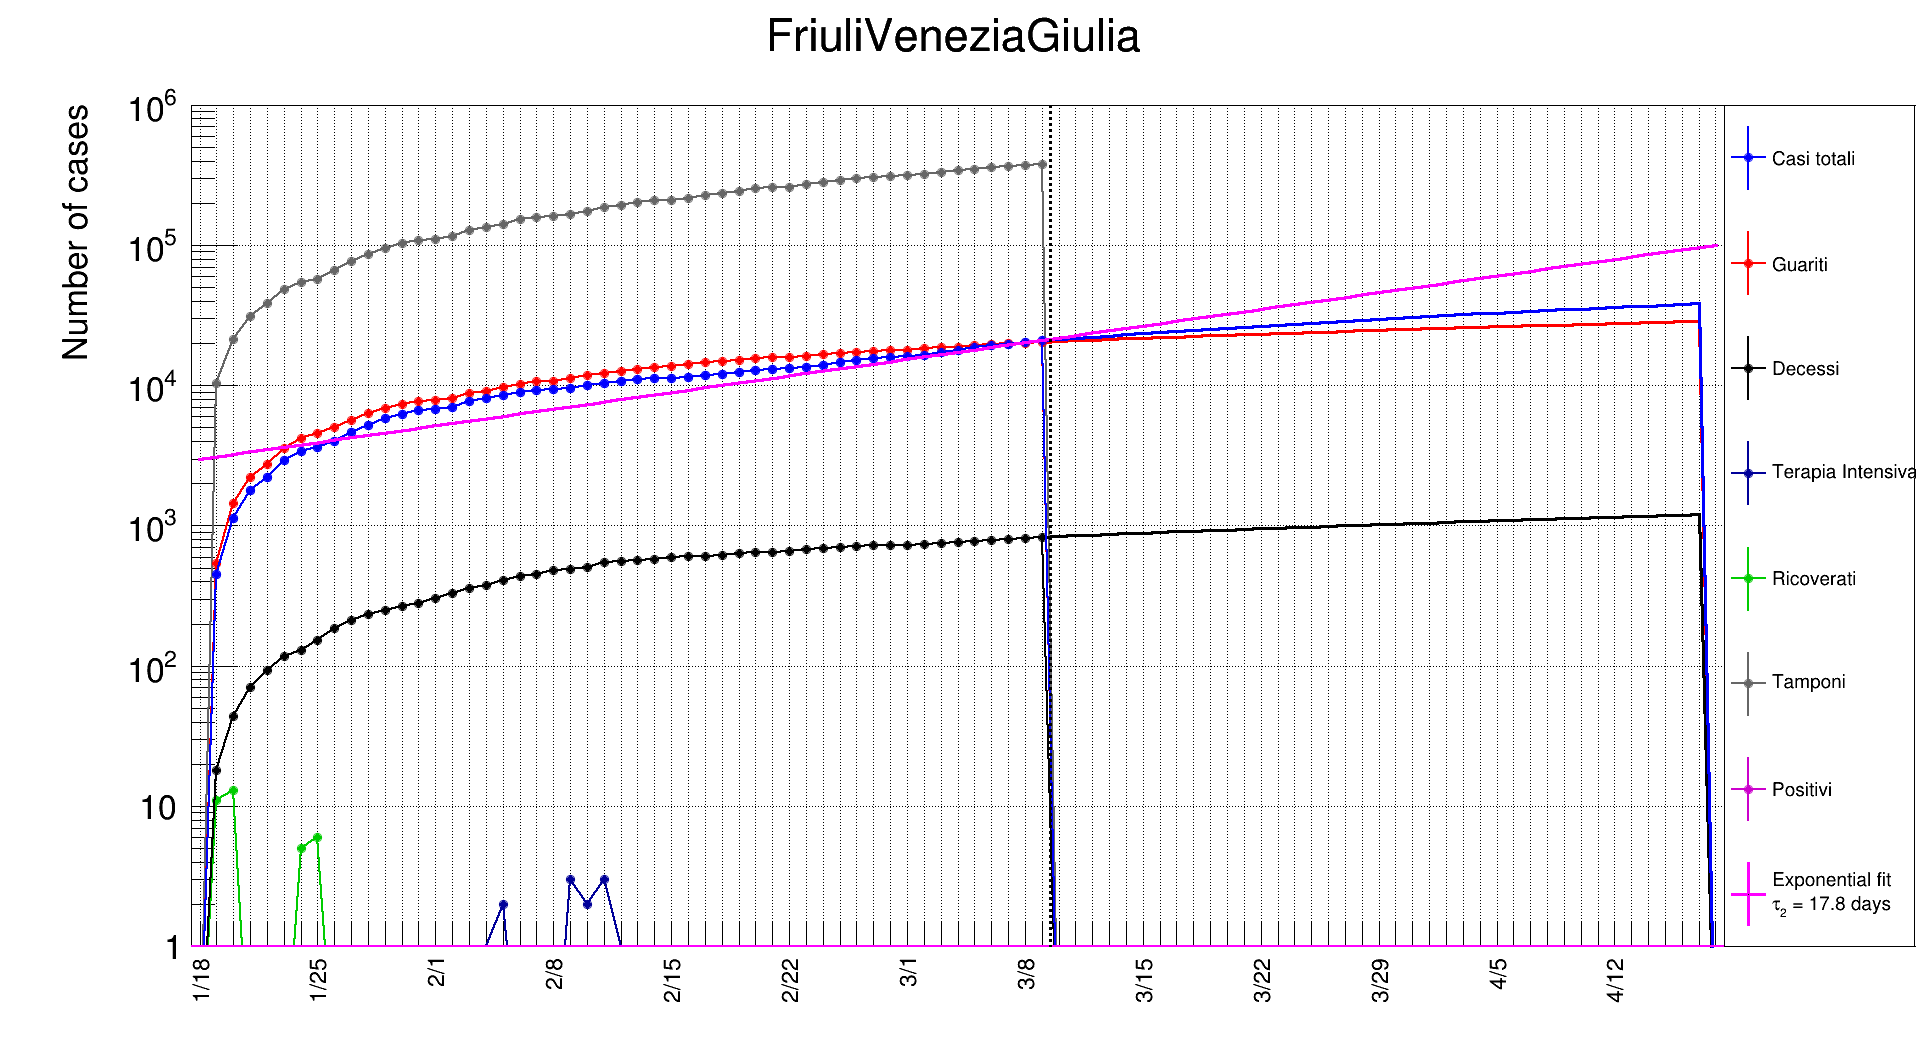 FriuliVeneziaGiulia
Number of cases
10^6
10^5
10^4
10^3
10^2
10
1
1/18
1/25
2/1
2/8
2/15
2/22
3/1
3/8
3/15
3/22
3/29
4/5
4/12
Casi totali
Guariti
Decessi
Terapia Intensiva
Ricoverati
Tamponi
Positivi
Exponential fit
τ_2 = 17.8 days